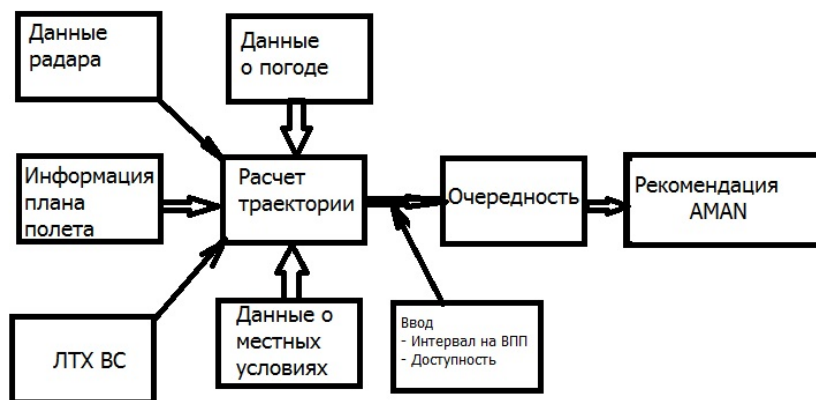 Данные
радара
Данные
о погоде
Информация
плана
полета
Расчет
траектории
Очередность
Рекомендация
AMAN
ЛТХ ВС
Данные о
местных
условиях
Ввод
- Интервал на ВПП
- Доступность